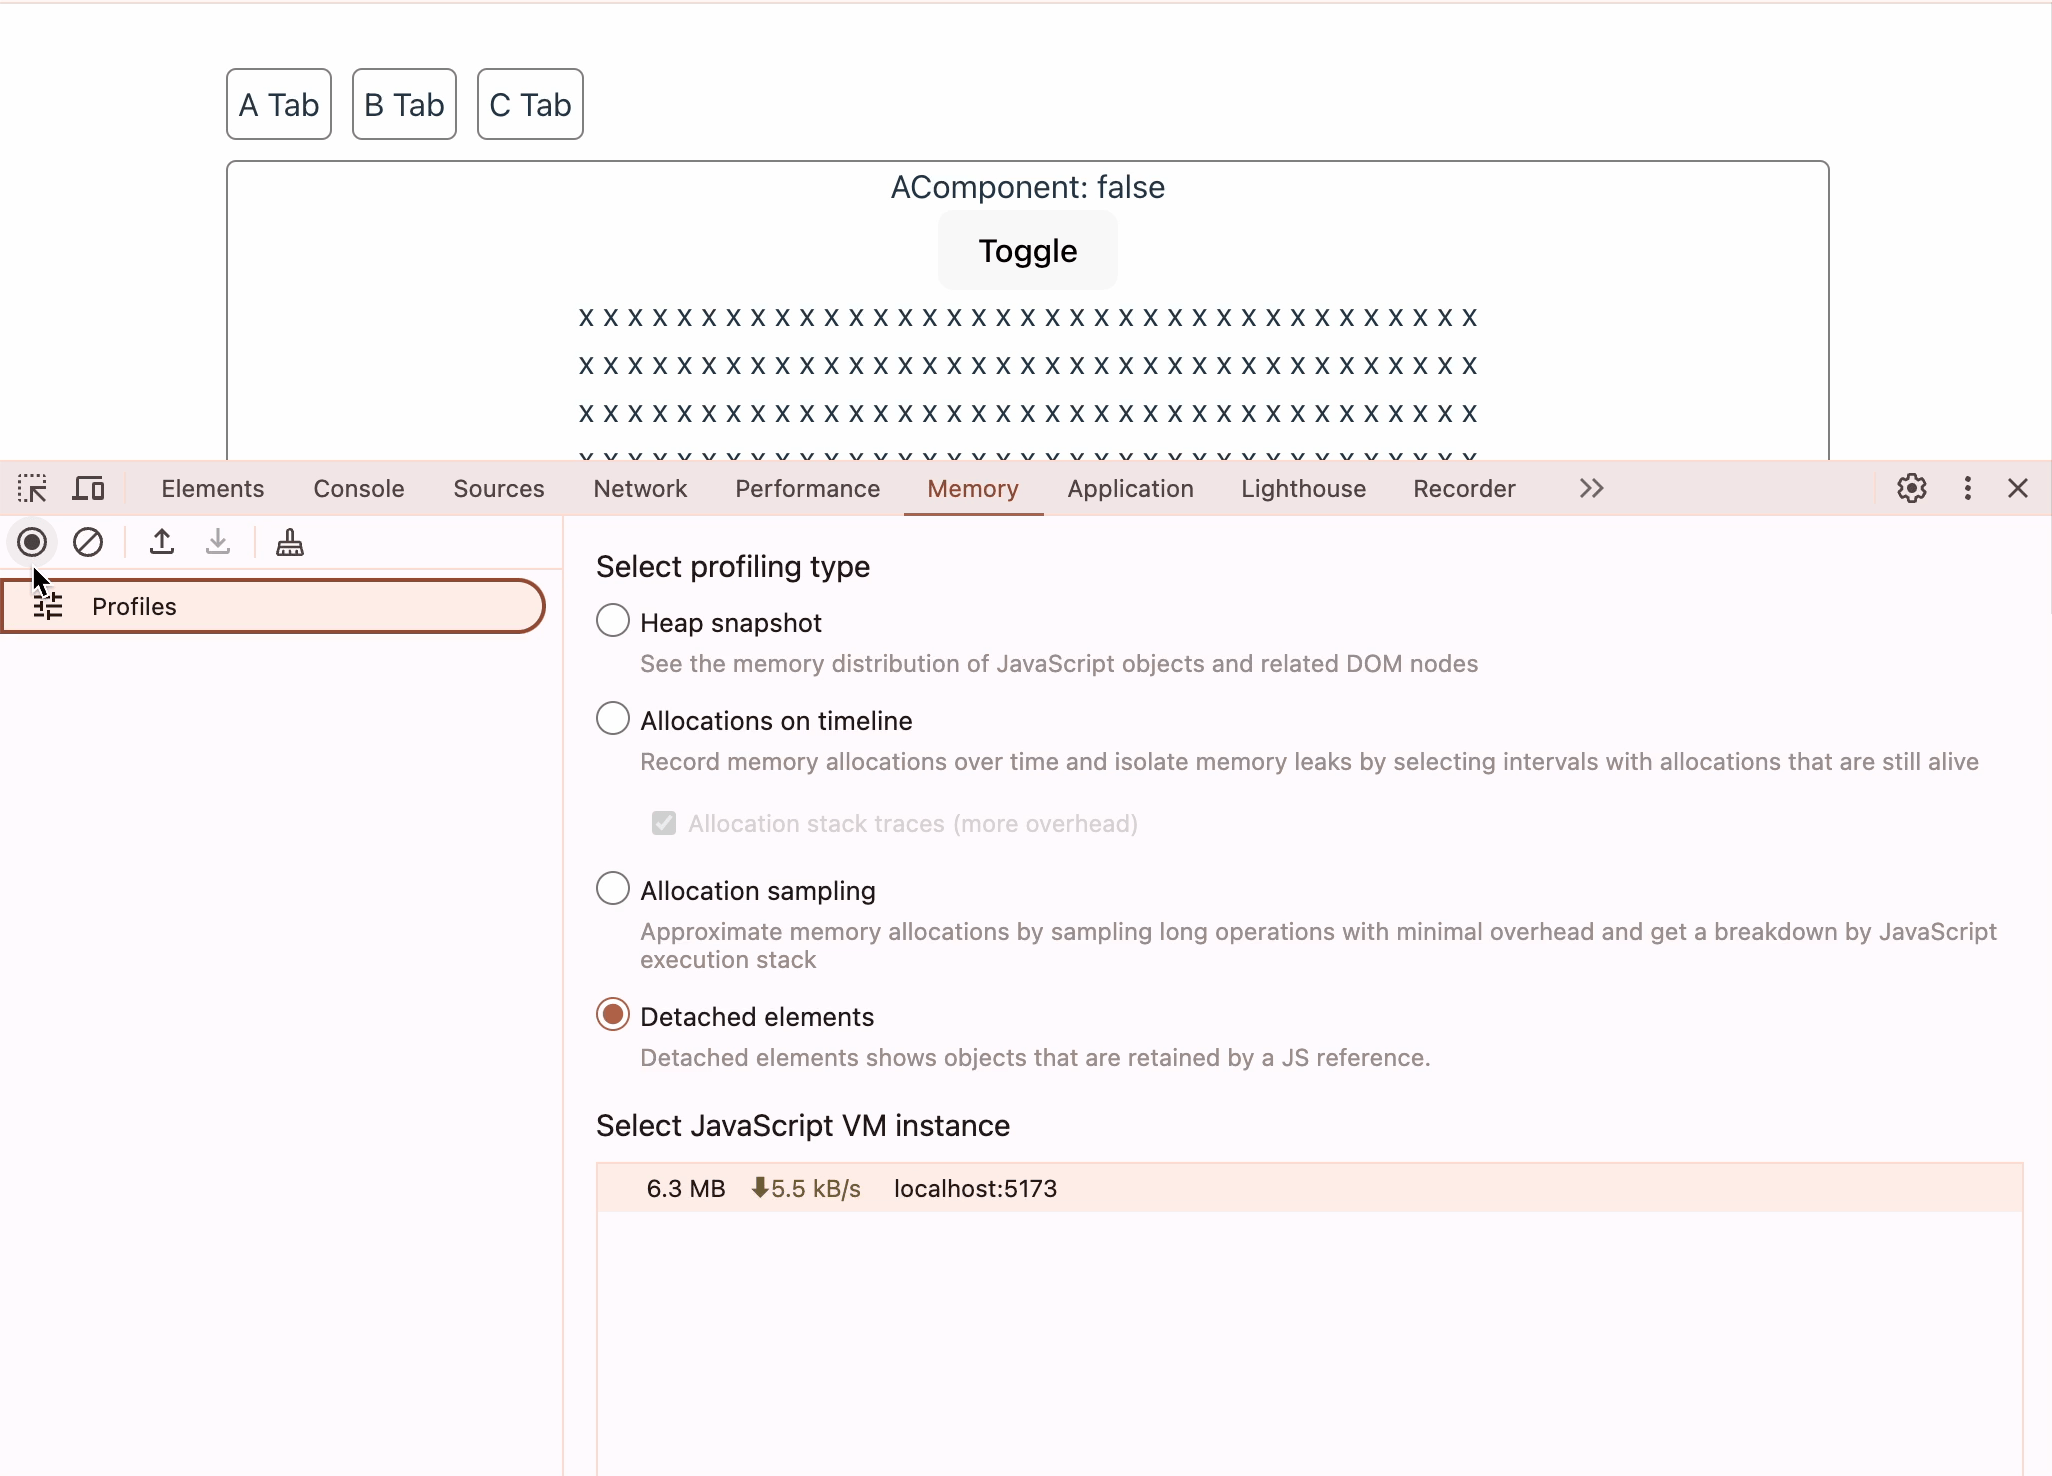 A Tab B Tab C Tab
AComponent: false
Toggle
x x x x x x x x x x x x x x x x x x x x x x x x x x x x x x x x x x x x x
x x x x x x x x x x x x x x x x x x x x x x x x x x x x x x x x x x x x x
x x x x x x x x x x x x x x x x x x x x x x x x x x x x x x x x x x x x x
x x x x x x x x x x x x x x x x x x x x x x x x x x x x x x x x x x x x x
Elements Console Sources Network Performance Memory Application Lighthouse Recorder
Profiles
Select profiling type
Heap snapshot
See the memory distribution of JavaScript objects and related DOM nodes
Allocations on timeline
Record memory allocations over time and isolate memory leaks by selecting intervals with allocations that are still alive
Allocation stack traces (more overhead)
Allocation sampling
Approximate memory allocations by sampling long operations with minimal overhead and get a breakdown by JavaScript
execution stack
Detached elements
Detached elements shows objects that are retained by a JS reference.
Select JavaScript VM instance
6.3 MB 5.5 kB/s localhost:5173